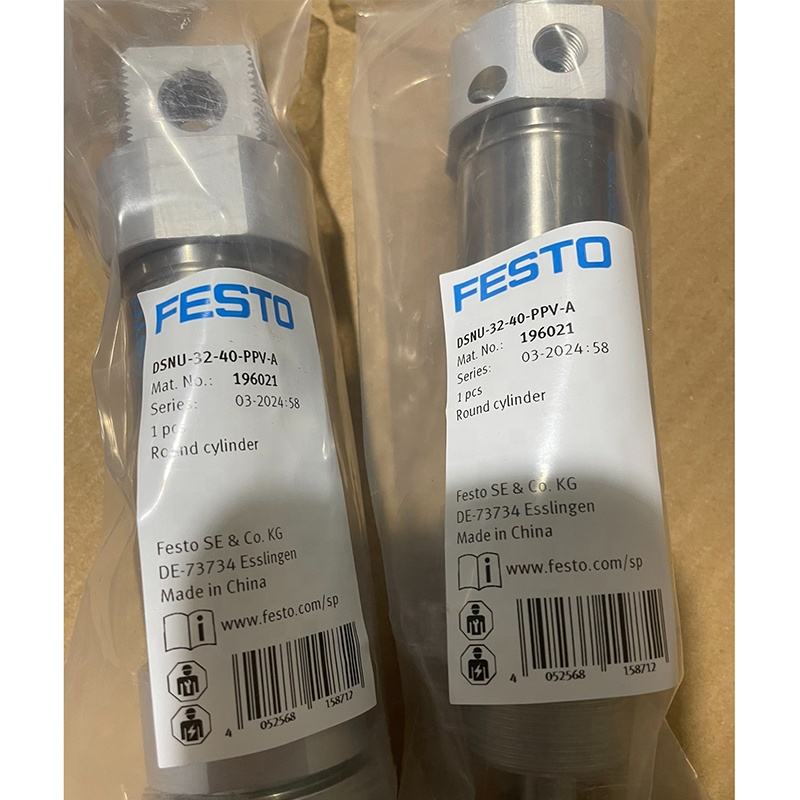 FESTO
DSNU-32-40-PPV-A
Mat. No.: 196021
Series: 03-2024:58
1 pcs
Round cylinder
Festo SE & Co. KG
DE-73734 Esslingen
Made in China
www.festo.com/sp
4 052568 158712
FESTO
DSNU-32-40-PPV-A
Mat. No.: 196021
Series: 03-2024:58
1 pcs
Round cylinder
Festo SE & Co. KG
DE-73734 Esslingen
Made in China
www.festo.com/sp
4 052568 158712